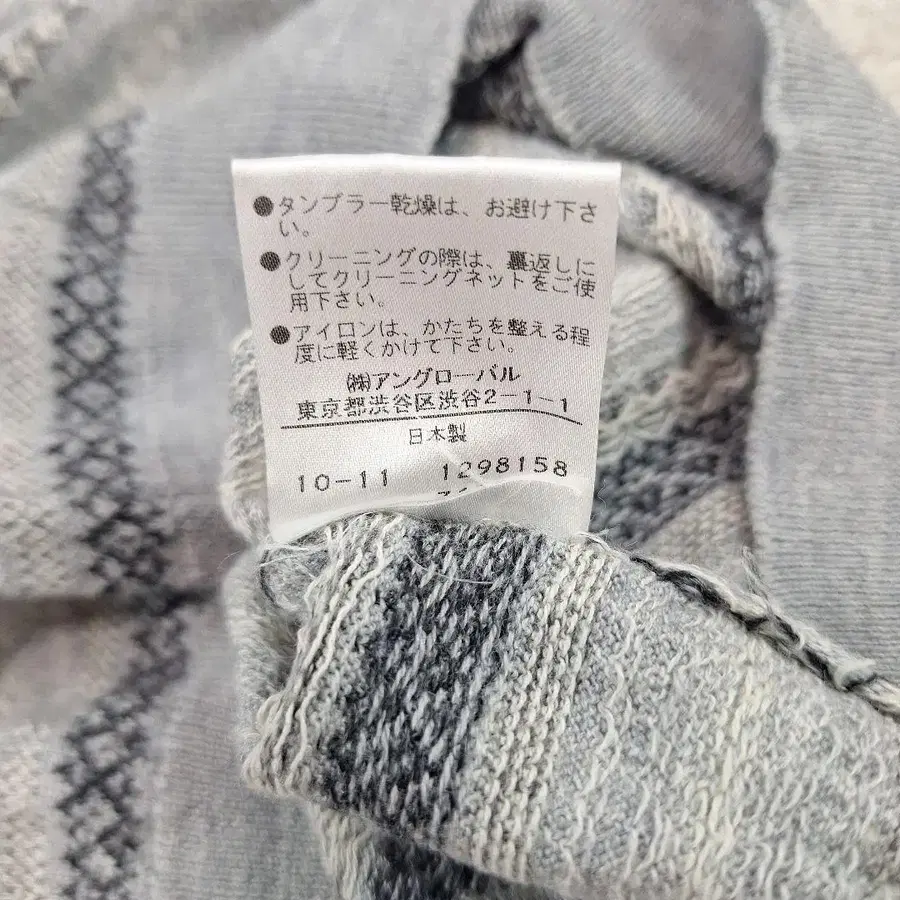 ●タンブラー乾燥は、お避け下さ
い。
●クリーニングの際は、裏返しに
してクリーニングネットをご使
用下さい。
●アイロンは、かたちを整える程
度に軽くかけて下さい。
㈱アングローバル
東京都渋谷区渋谷2-1-1
日本製
10-11 1298158